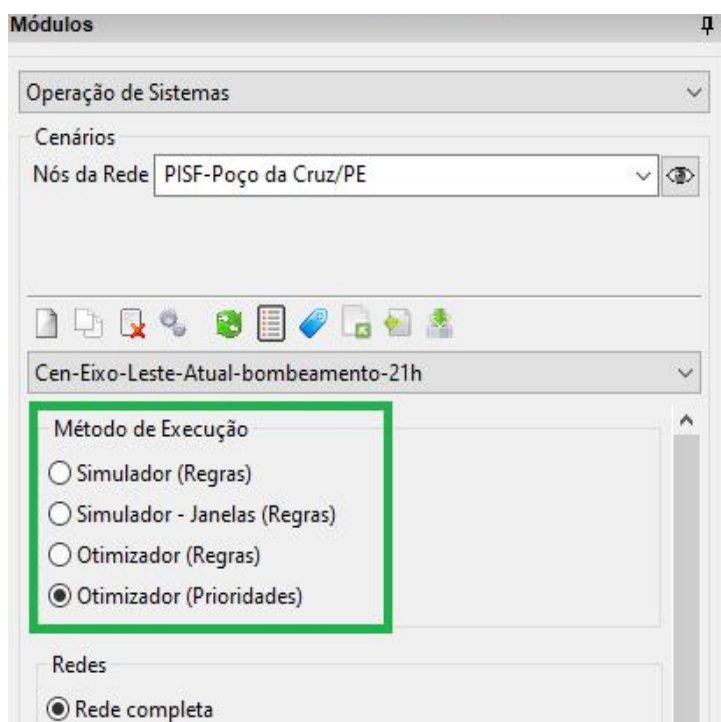 Módulos
Operação de Sistemas
Cenários
Nós da Rede PISF-Poço da Cruz/PE
Cen-Eixo-Leste-Atual-bombeamento-21h
Método de Execução
Simulador (Regras)
Simulador - Janelas (Regras)
Otimizador (Regras)
Otimizador (Prioridades)
Redes
Rede completa